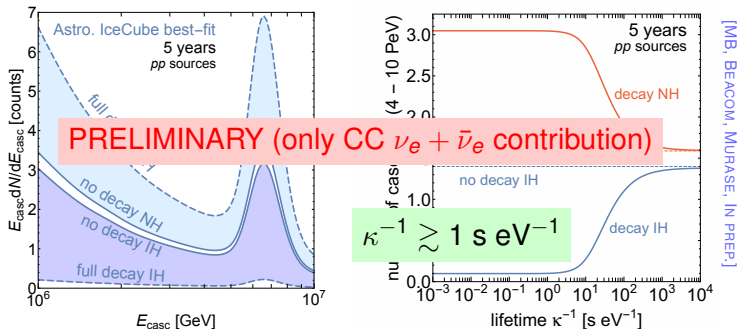 Astro. IceCube best-fit
5 years
pp sources
full decay
no decay NH
no decay IH
full decay IH
E_casc dN/dE_casc [counts]
7
6
5
4
3
2
1
0
10^6
10^7
E_casc [GeV]
PRELIMINARY (only CC ν_e + ν̄_e contribution)
5 years
pp sources
(4 − 10 PeV)
decay NH
no decay IH
decay IH
3.0
2.5
1.0
0.5
0.0
κ^−1 ≳ 1 s eV^−1
10^−3
10^−2
10^−1
10^0
10^1
10^2
10^3
10^4
lifetime κ^−1 [s eV^−1]
[MB, BEACOM, MURASE, IN PREP.]